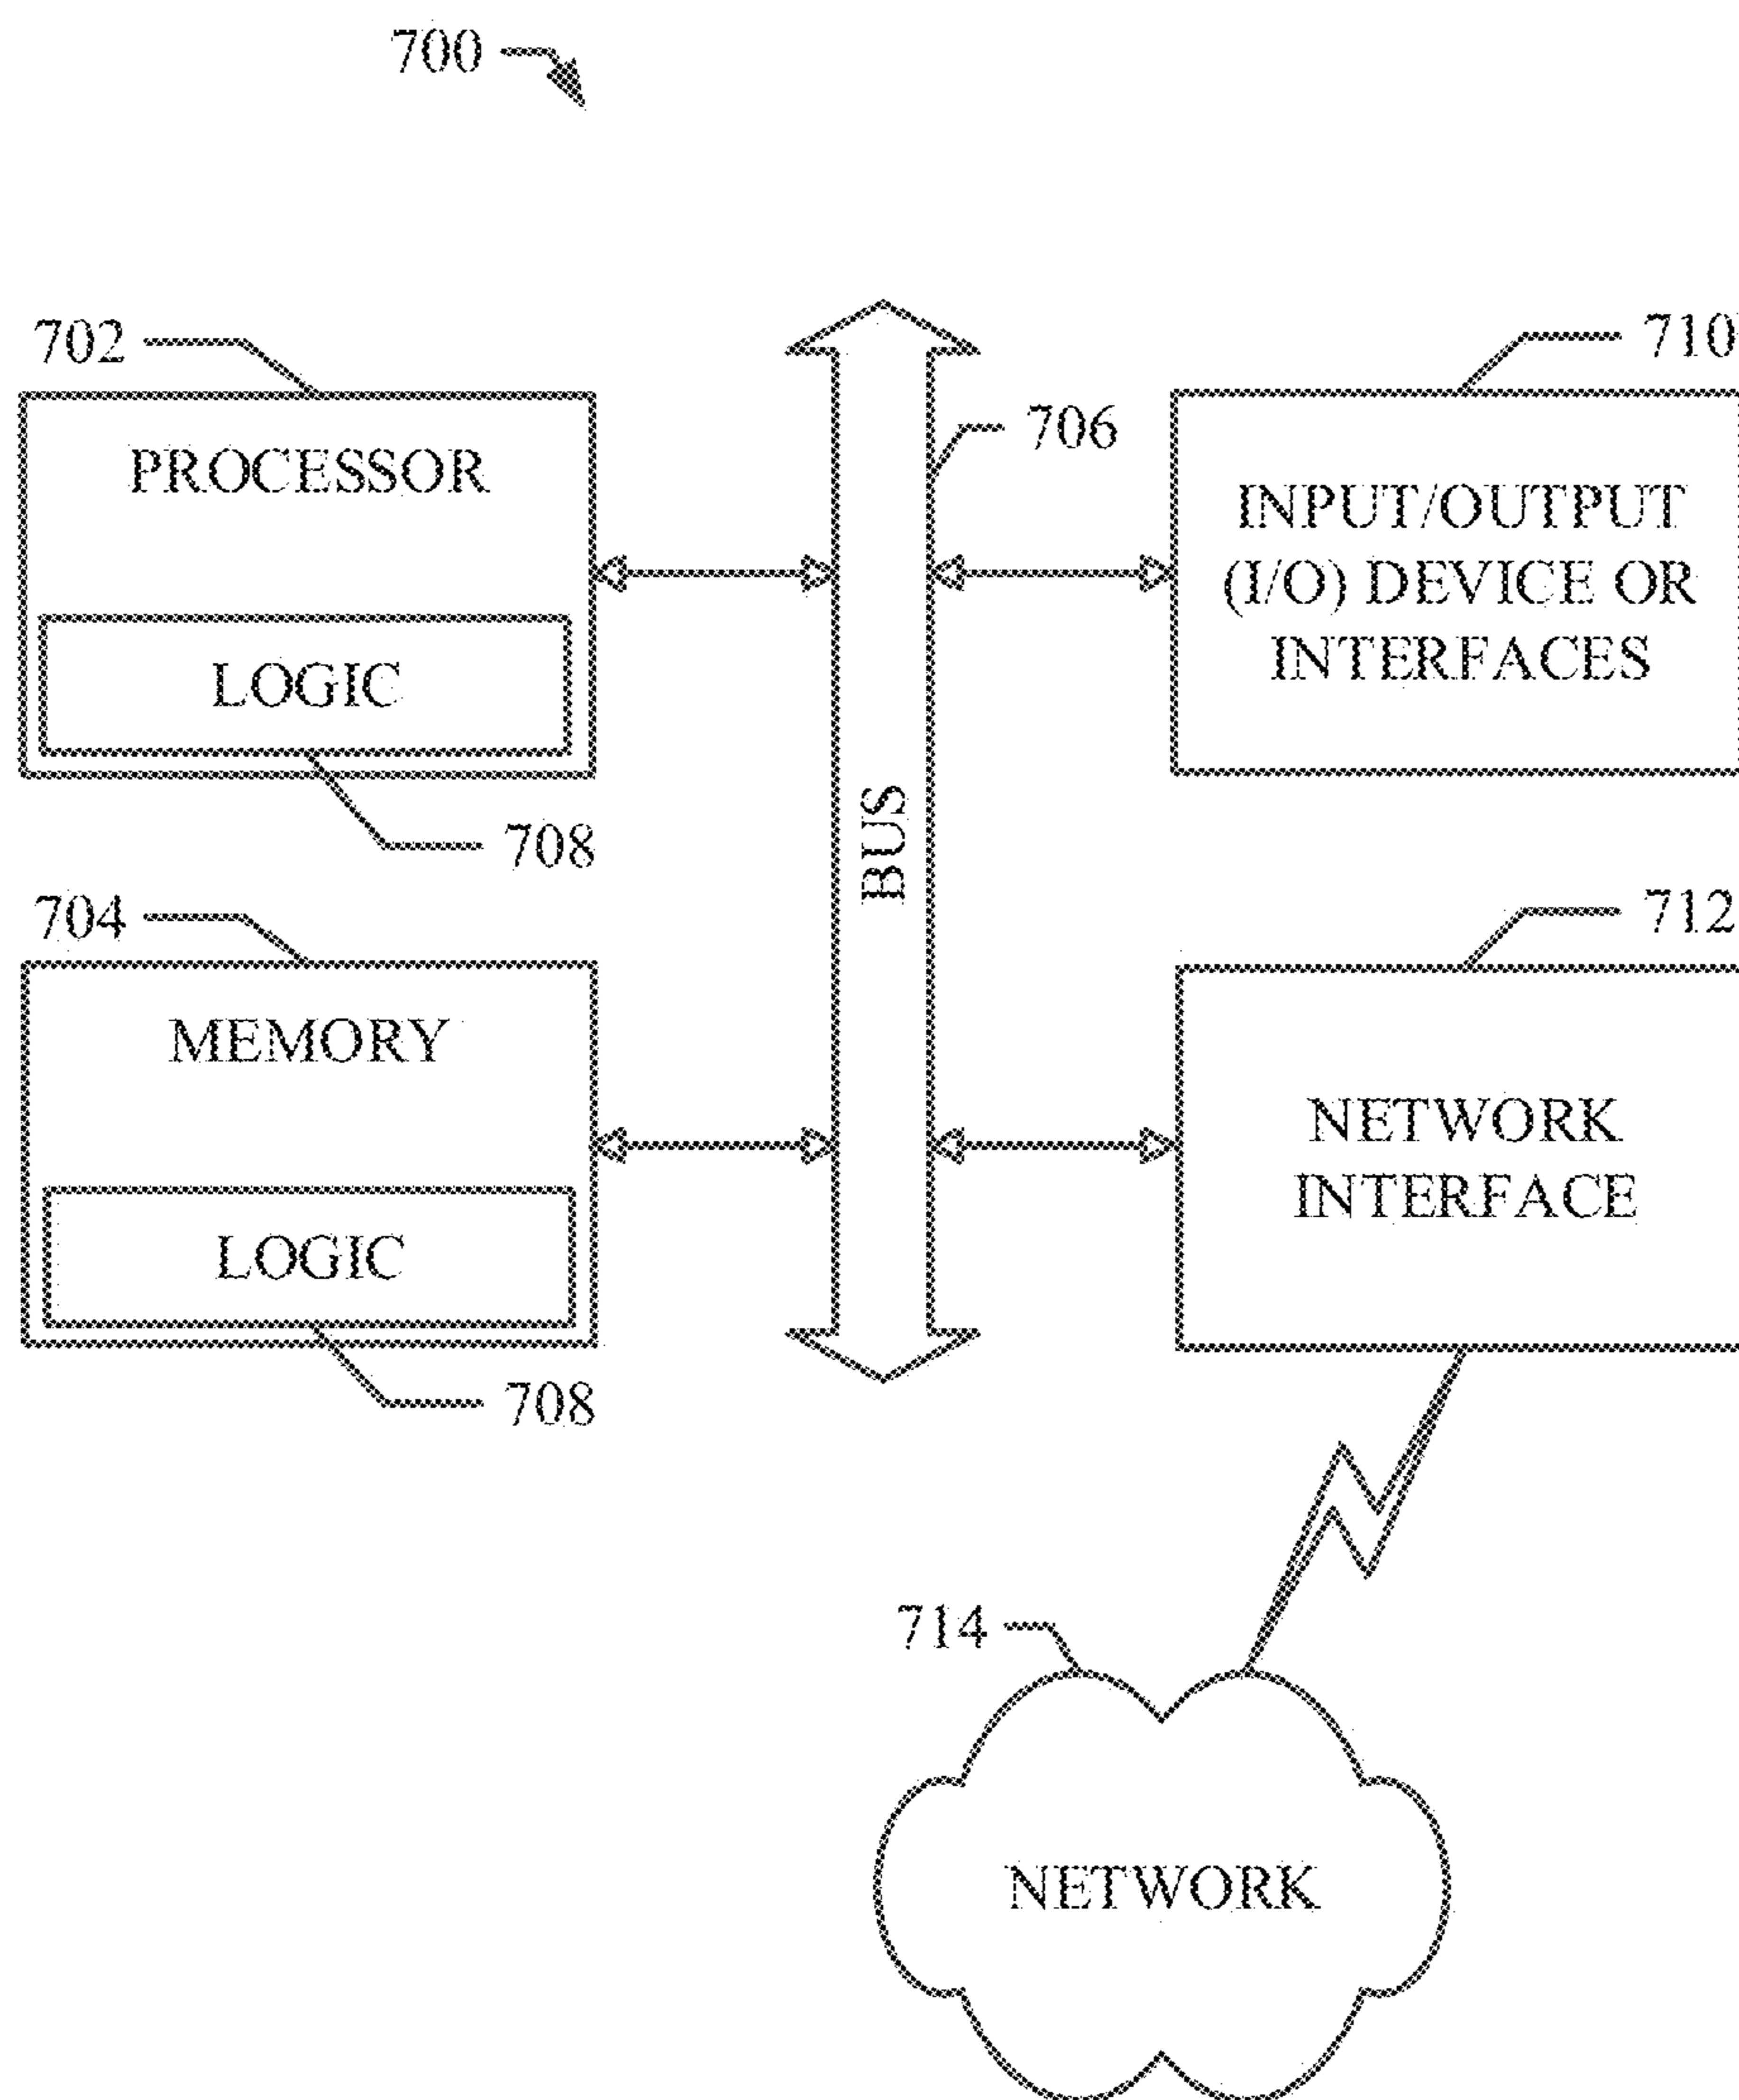 700
702
710
706
PROCESSOR
INPUT/OUTPUT
(I/O) DEVICE OR
INTERFACES
LOGIC
708
BUS
704
712
MEMORY
NETWORK
INTERFACE
LOGIC
708
714
NETWORK